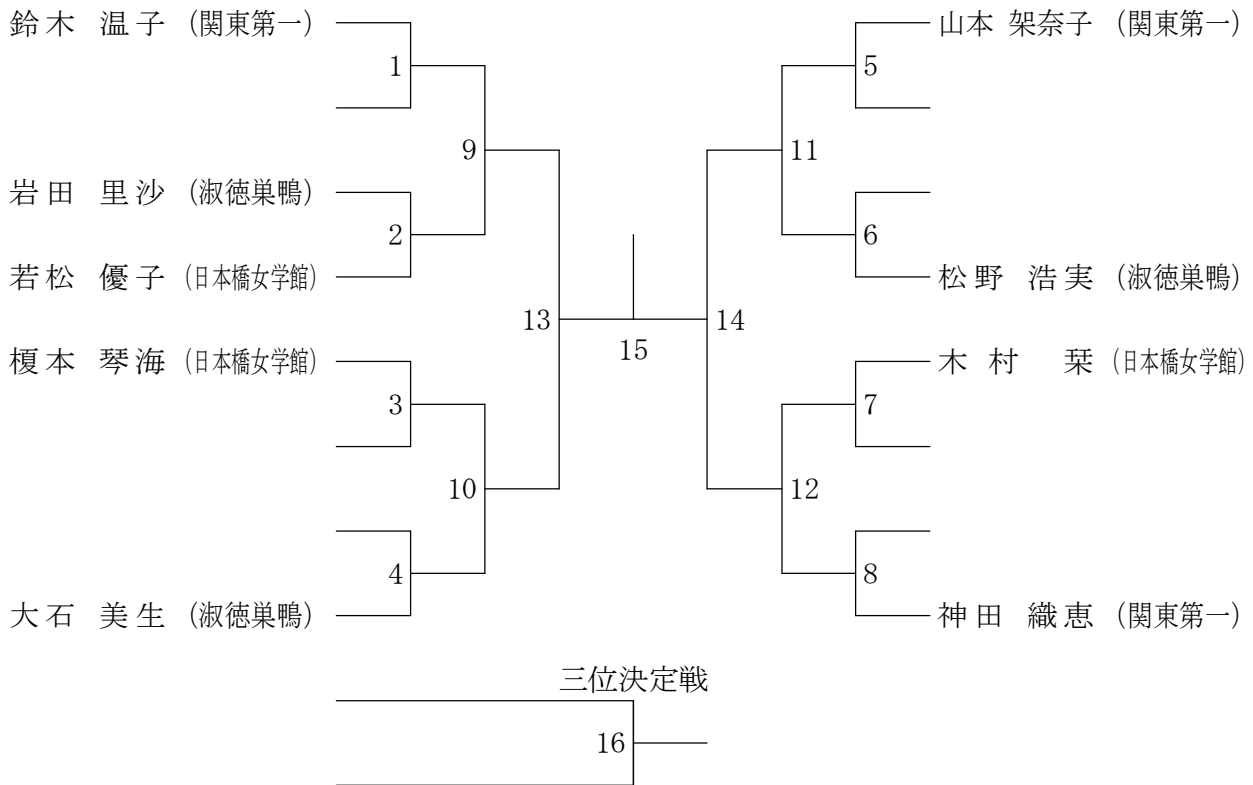 鈴木 温子 (関東第一)
1
9
岩田 里沙 (淑徳巣鴨)
2
若松 優子 (日本橋女学館)
13
榎本 琴海 (日本橋女学館)
3
10
4
大石 美生 (淑徳巣鴨)
15
山本 架奈子 (関東第一)
5
11
6
松野 浩実 (淑徳巣鴨)
14
木村 栞 (日本橋女学館)
7
12
8
神田 織恵 (関東第一)
三位決定戦
16